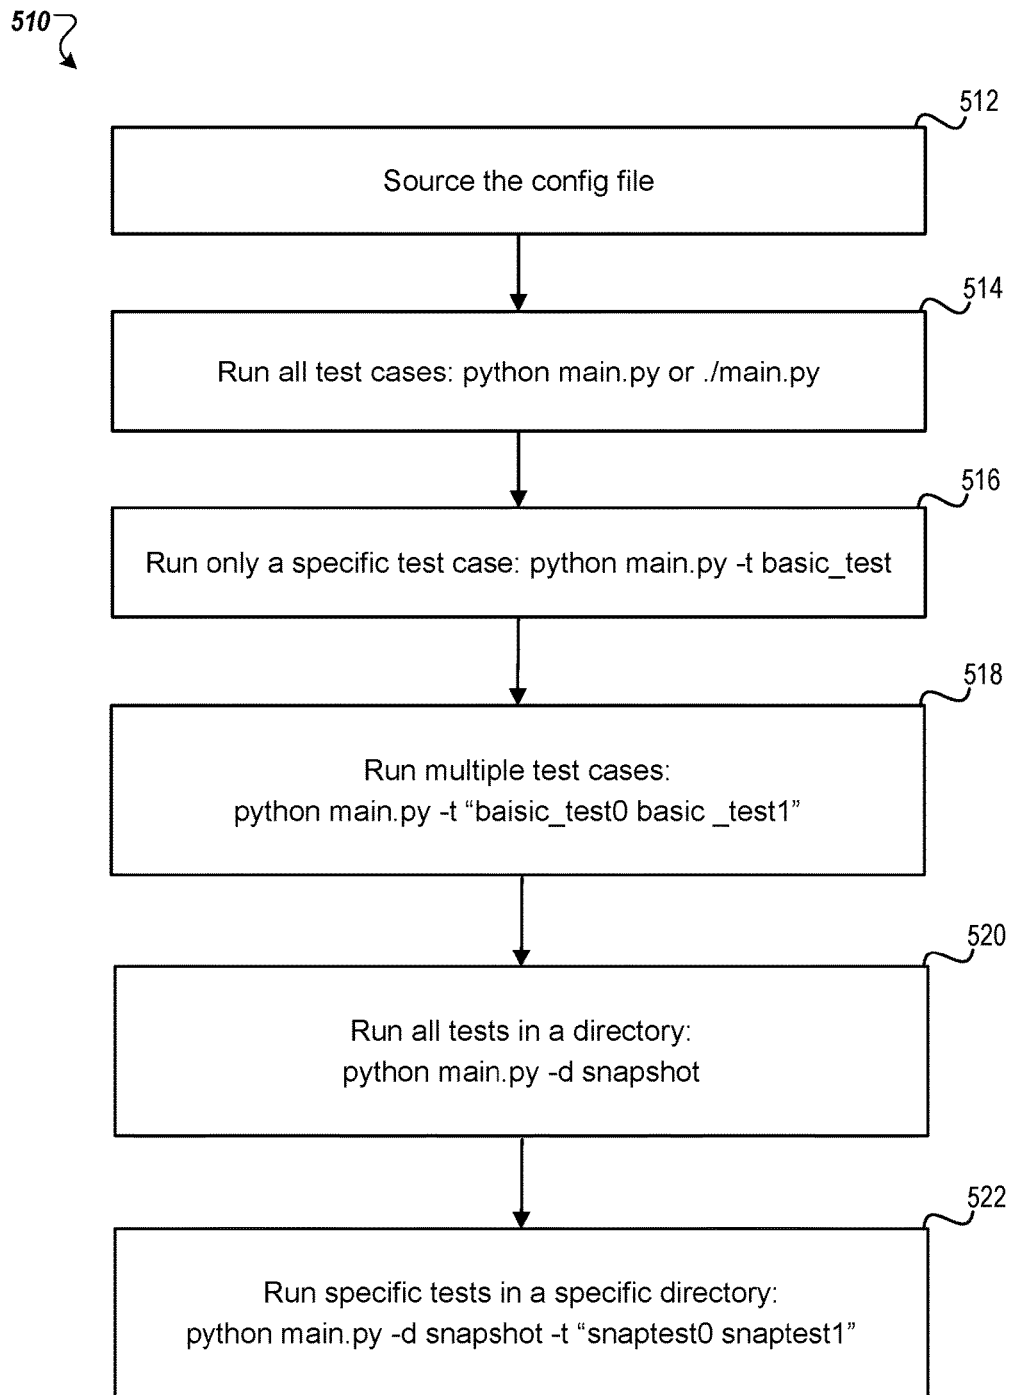 510
512
Source the config file
514
Run all test cases: python main.py or ./main.py
516
Run only a specific test case: python main.py -t basic_test
518
Run multiple test cases:
python main.py -t “baisic_test0 basic _test1”
520
Run all tests in a directory:
python main.py -d snapshot
522
Run specific tests in a specific directory:
python main.py -d snapshot -t “snaptest0 snaptest1”